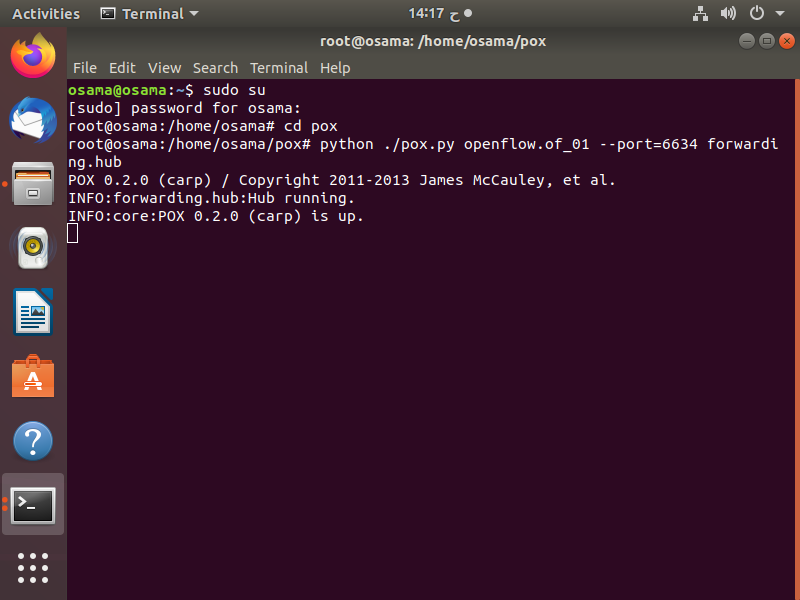 Activities Terminal 14:17 ح
root@osama: /home/osama/pox
File Edit View Search Terminal Help
osama@osama:~$ sudo su
[sudo] password for osama:
root@osama:/home/osama# cd pox
root@osama:/home/osama/pox# python ./pox.py openflow.of_01 --port=6634 forwardi
ng.hub
POX 0.2.0 (carp) / Copyright 2011-2013 James McCauley, et al.
INFO:forwarding.hub:Hub running.
INFO:core:POX 0.2.0 (carp) is up.